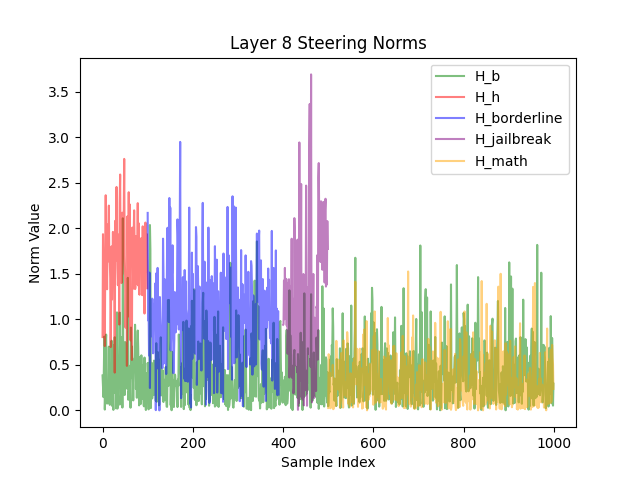 Layer 8 Steering Norms
Norm Value
3.5
3.0
2.5
2.0
1.5
1.0
0.5
0.0
H_b
H_h
H_borderline
H_jailbreak
H_math
0
200
400
600
800
1000
Sample Index